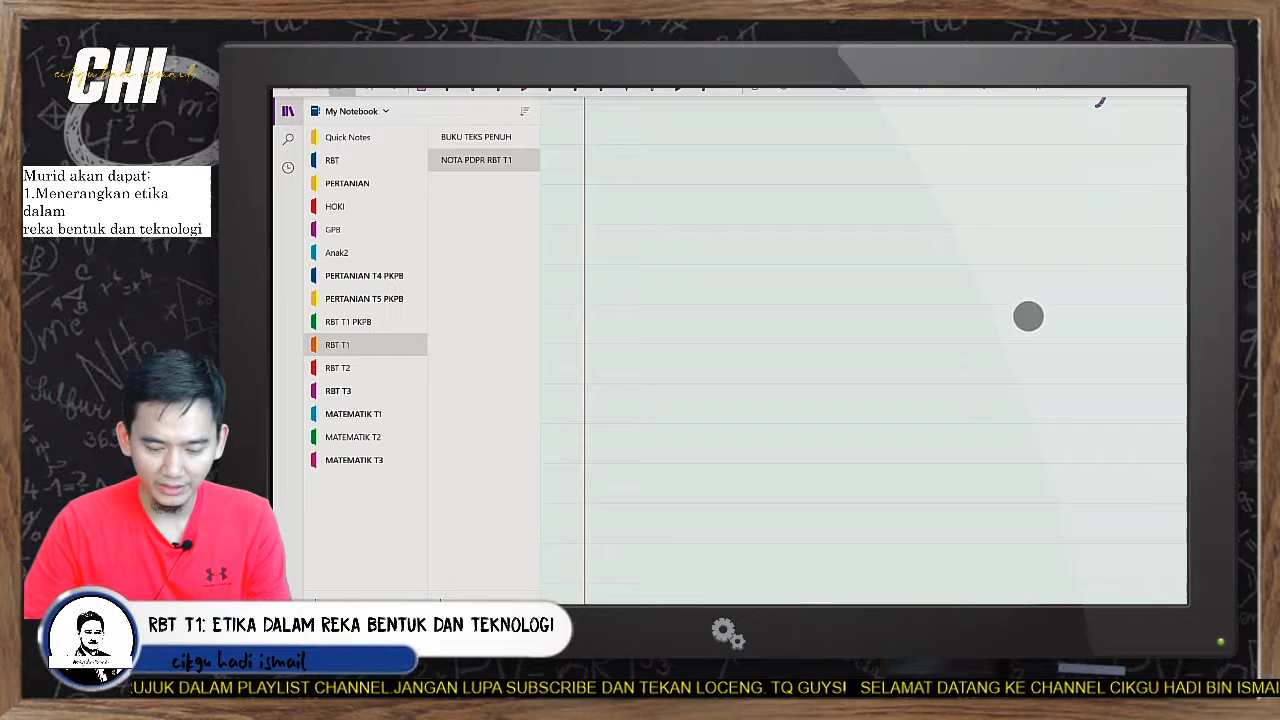 CHI
cikgu hadi ismail
Murid akan dapat:
1.Menerangkan etika
dalam
reka bentuk dan teknologi
My Notebook
Quick Notes
RBT
PERTANIAN
HOKI
GPB
Anak2
PERTANIAN T4 PKPB
PERTANIAN T5 PKPB
RBT T1 PKPB
RBT T1
RBT T2
RBT T3
MATEMATIK T1
MATEMATIK T2
MATEMATIK T3
BUKU TEKS PENUH
NOTA PDPR RBT T1
RBT T1: ETIKA DALAM REKA BENTUK DAN TEKNOLOGI
cikgu hadi ismail
RUJUK DALAM PLAYLIST CHANNEL.JANGAN LUPA SUBSCRIBE DAN TEKAN LOCENG. TQ GUYS! SELAMAT DATANG KE CHANNEL CIKGU HADI BIN ISMAI